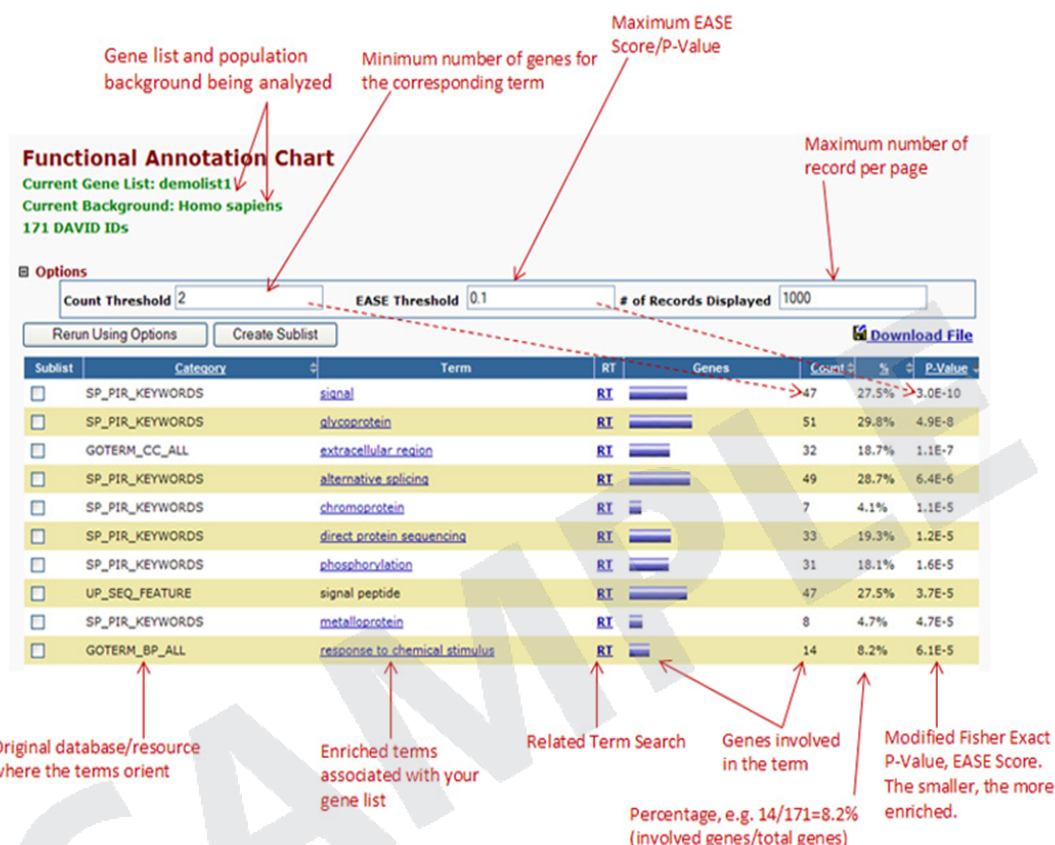 Maximum EASE
Score/P-Value
Gene list and population
background being analyzed
Minimum number of genes for
the corresponding term
Maximum number of
record per page
Functional Annotation Chart
Current Gene List: demolist1
Current Background: Homo sapiens
171 DAVID IDs
Options
Count Threshold 2 EASE Threshold 0.1 # of Records Displayed 1000
Rerun Using Options Create Sublist Download File
Sublist Category Term RT Genes Count % P-Value
SP_PIR_KEYWORDS signal RT 47 27.5% 3.0E-10
SP_PIR_KEYWORDS glycoprotein RT 51 29.8% 4.9E-8
GOTERM_CC_ALL extracellular region RT 32 18.7% 1.1E-7
SP_PIR_KEYWORDS alternative splicing RT 49 28.7% 6.4E-6
SP_PIR_KEYWORDS chromoprotein RT 7 4.1% 1.1E-5
SP_PIR_KEYWORDS direct protein sequencing RT 33 19.3% 1.2E-5
SP_PIR_KEYWORDS phosphorylation RT 31 18.1% 1.6E-5
UP_SEQ_FEATURE signal peptide RT 47 27.5% 3.7E-5
SP_PIR_KEYWORDS metalloprotein RT 8 4.7% 4.7E-5
GOTERM_BP_ALL response to chemical stimulus RT 14 8.2% 6.1E-5
Original database/resource
where the terms orient
Enriched terms
associated with your
gene list
Related Term Search
Genes involved
in the term
Percentage, e.g. 14/171=8.2%
(involved genes/total genes)
Modified Fisher Exact
P-Value, EASE Score.
The smaller, the more
enriched.
SAMPLE